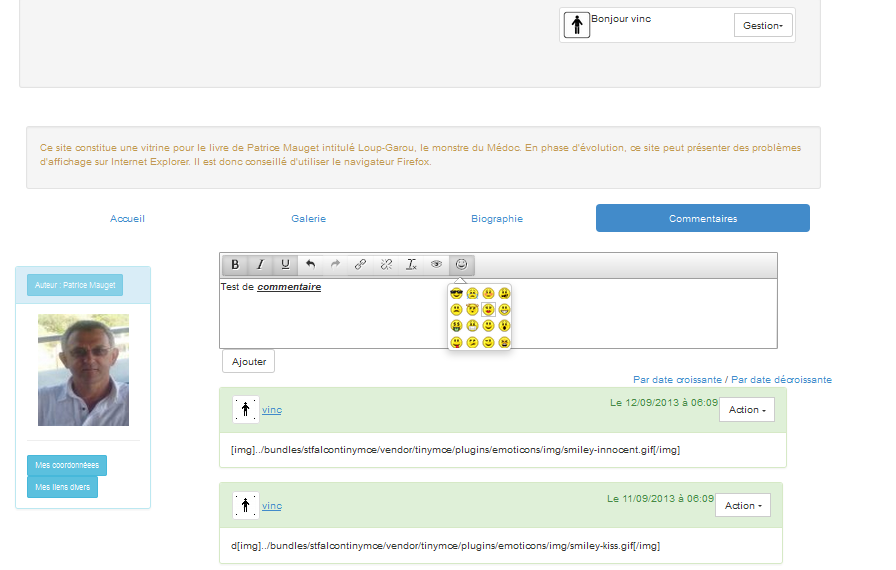 Bonjour vinc
Gestion
Ce site constitue une vitrine pour le livre de Patrice Mauget intitulé Loup-Garou, le monstre du Médoc. En phase d'évolution, ce site peut présenter des problèmes
d'affichage sur Internet Explorer. Il est donc conseillé d'utiliser le navigateur Firefox.
Accueil Galerie Biographie Commentaires
Auteur : Patrice Mauget
Mes coordonnéees
Mes liens divers
B I U
Test de commentaire
Ajouter
Par date croissante / Par date décroissante
vinc Le 12/09/2013 à 06:09 Action
[img]../bundles/stfalcontinymce/vendor/tinymce/plugins/emoticons/img/smiley-innocent.gif[/img]
vinc Le 11/09/2013 à 06:09 Action
d[img]../bundles/stfalcontinymce/vendor/tinymce/plugins/emoticons/img/smiley-kiss.gif[/img]